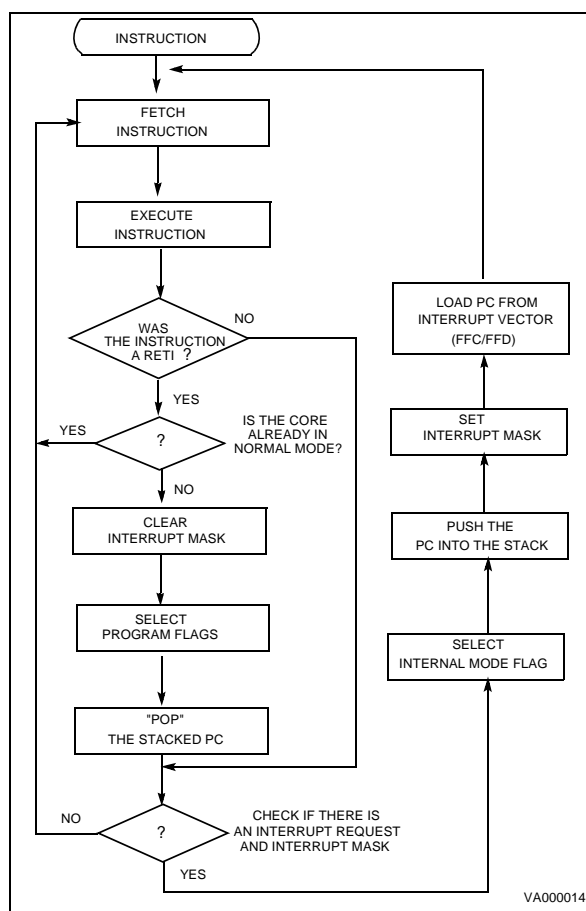 INSTRUCTION
FETCH
INSTRUCTION
EXECUTE
INSTRUCTION
WAS
THE INSTRUCTION
A RETI ?
NO
YES
?
IS THE CORE
ALREADY IN
NORMAL MODE?
YES
NO
CLEAR
INTERRUPT MASK
SELECT
PROGRAM FLAGS
"POP"
THE STACKED PC
?
CHECK IF THERE IS
AN INTERRUPT REQUEST
AND INTERRUPT MASK
NO
YES
SELECT
INTERNAL MODE FLAG
PUSH THE
PC INTO THE STACK
SET
INTERRUPT MASK
LOAD PC FROM
INTERRUPT VECTOR
(FFC/FFD)
VA000014